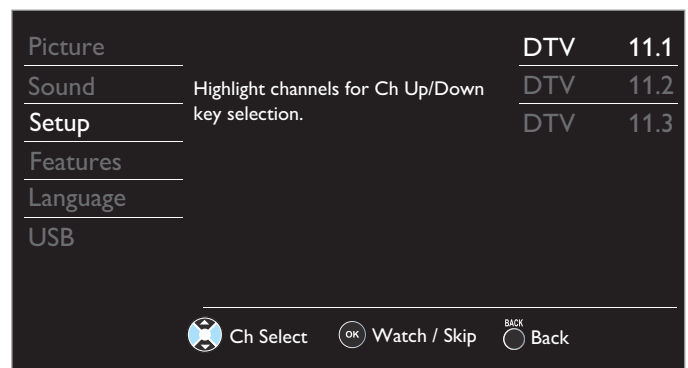 Picture
Sound
Setup
Features
Language
USB
Highlight channels for Ch Up/Down
key selection.
DTV 11.1
DTV 11.2
DTV 11.3
Ch Select
OK Watch / Skip
BACK
Back